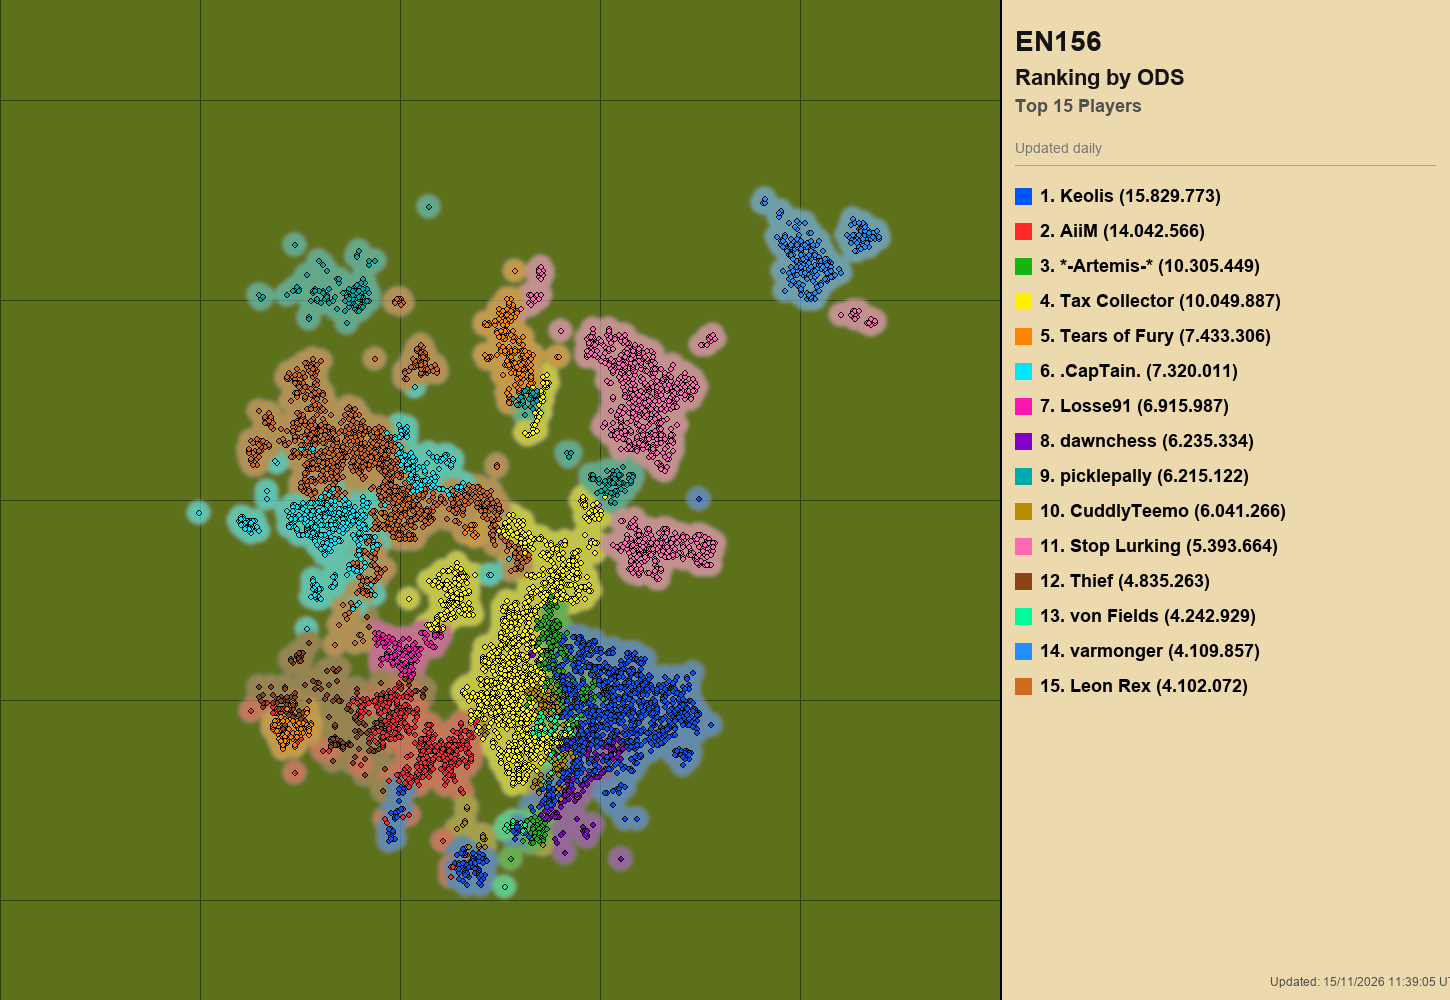 EN156
Ranking by ODS
Top 15 Players
Updated daily
1. Keolis (15.829.773)
2. AiiM (14.042.566)
3. *-Artemis-* (10.305.449)
4. Tax Collector (10.049.887)
5. Tears of Fury (7.433.306)
6. .CapTain. (7.320.011)
7. Losse91 (6.915.987)
8. dawnchess (6.235.334)
9. picklepally (6.215.122)
10. CuddlyTeemo (6.041.266)
11. Stop Lurking (5.393.664)
12. Thief (4.835.263)
13. von Fields (4.242.929)
14. varmonger (4.109.857)
15. Leon Rex (4.102.072)
Updated: 15/11/2026 11:39:05